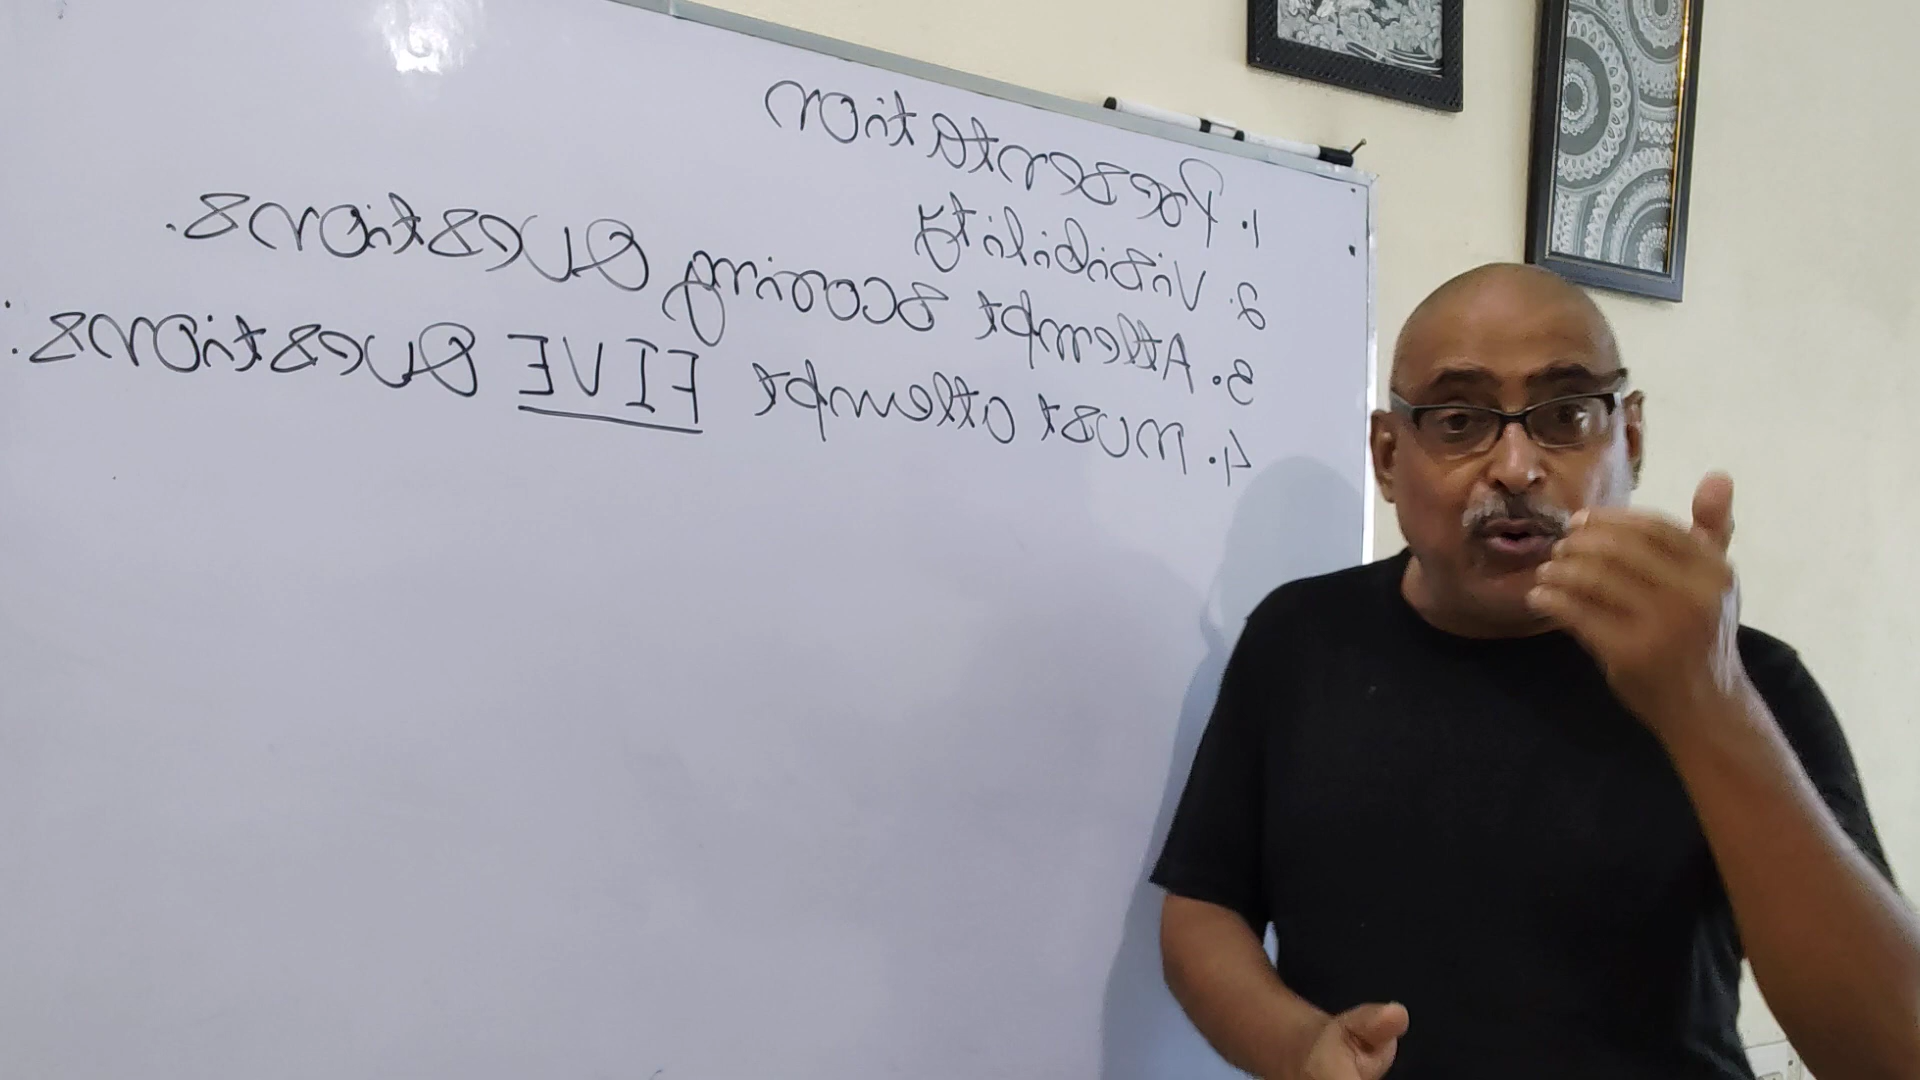 1. Presentation
2. Visibility
3. Attempt scoring Questions.
4. Must attempt FIVE Questions: